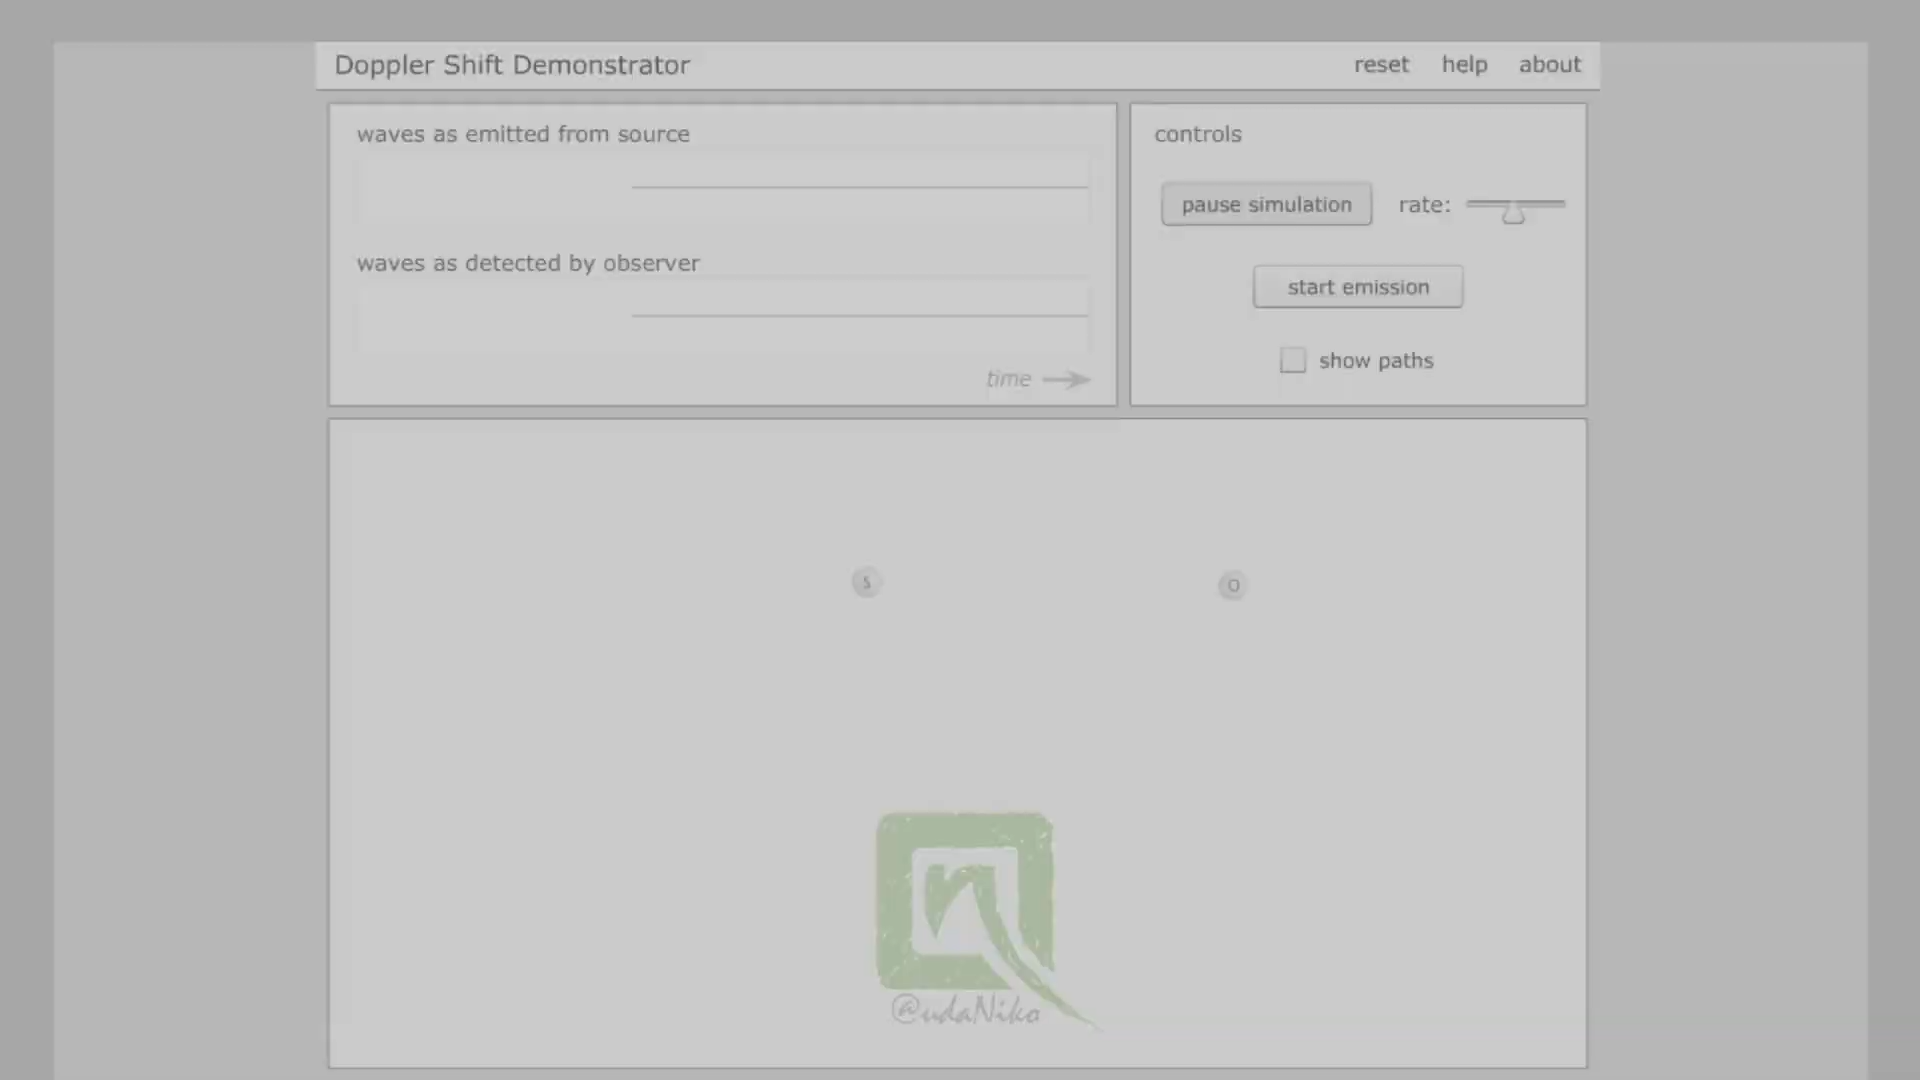 Doppler Shift Demonstrator
reset help about
waves as emitted from source
waves as detected by observer
time
controls
pause simulation
rate:
start emission
show paths
S
O
@udaNiko